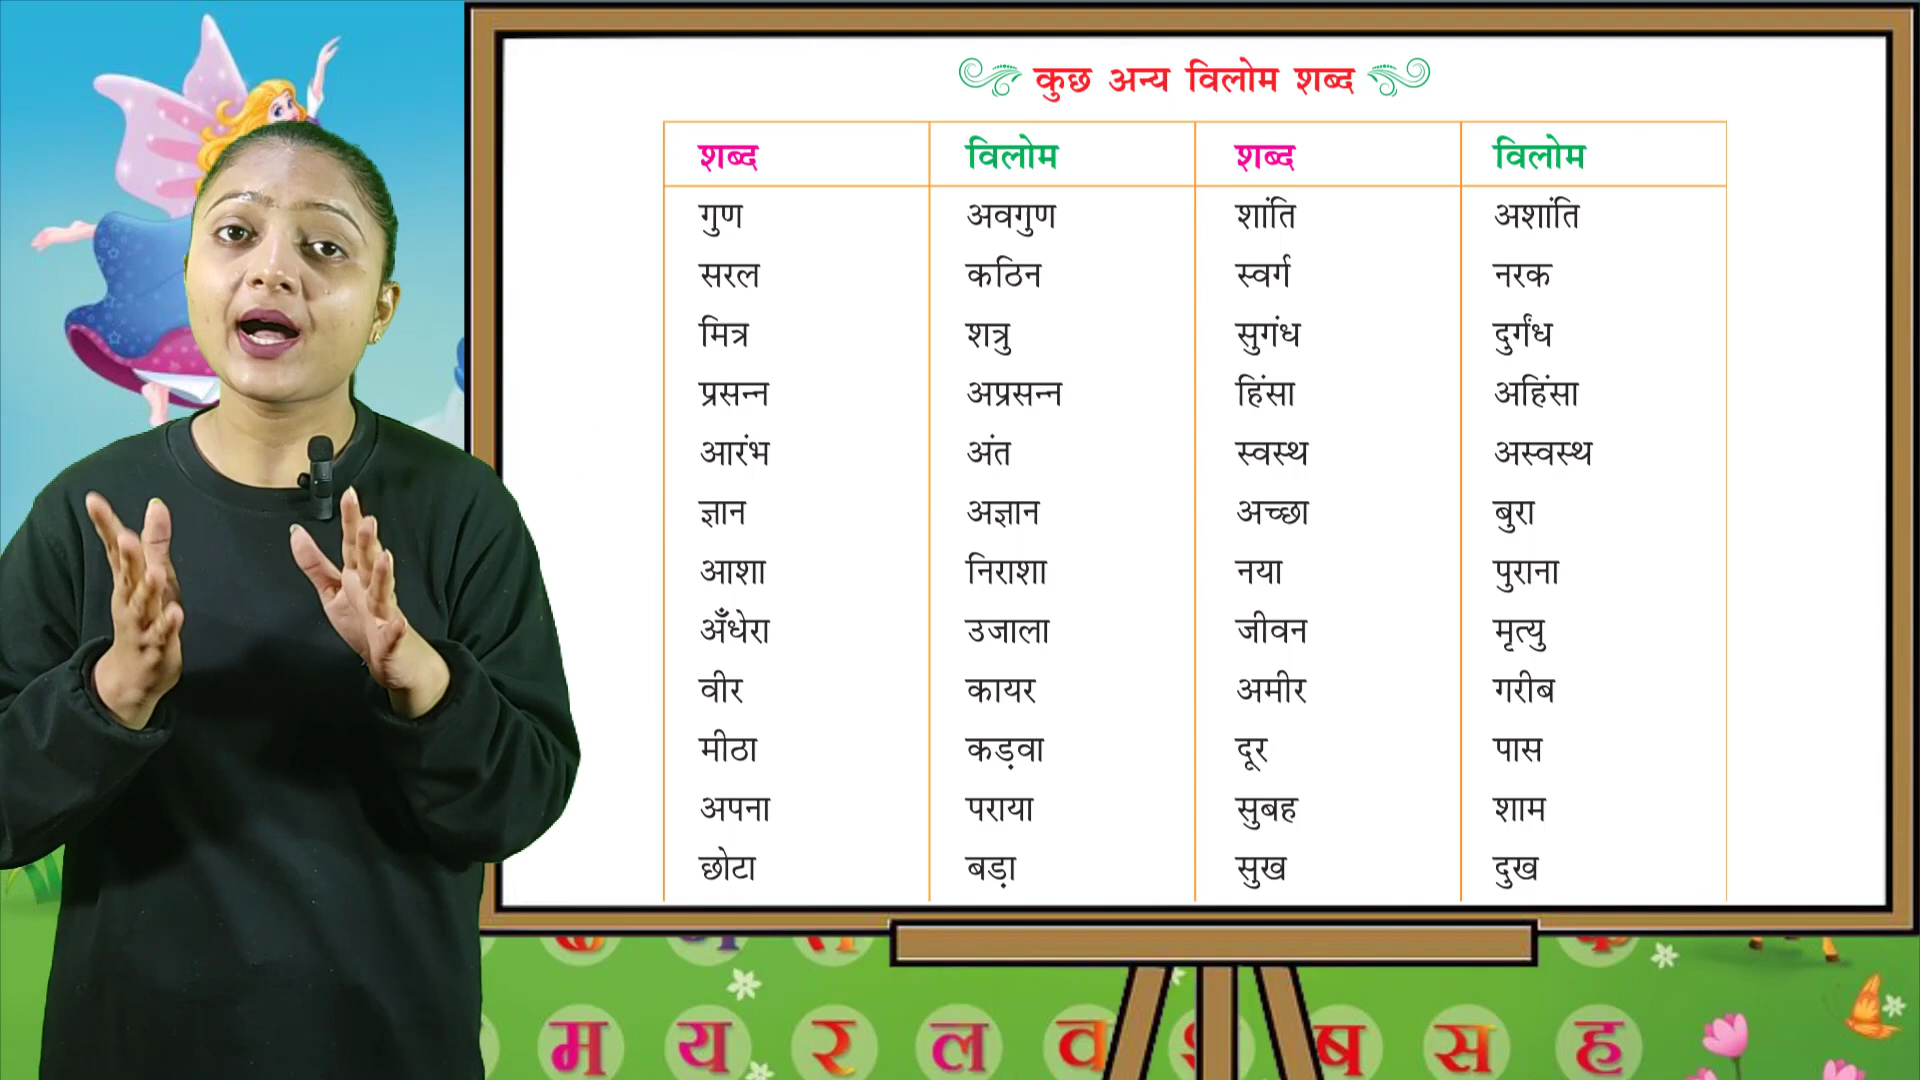 कुछ अन्य विलोम शब्द
शब्द विलोम शब्द विलोम
गुण अवगुण शांति अशांति
सरल कठिन स्वर्ग नरक
मित्र शत्रु सुगंध दुर्गंध
प्रसन्न अप्रसन्न हिंसा अहिंसा
आरंभ अंत स्वस्थ अस्वस्थ
ज्ञान अज्ञान अच्छा बुरा
आशा निराशा नया पुराना
अँधेरा उजाला जीवन मृत्यु
वीर कायर अमीर गरीब
मीठा कड़वा दूर पास
अपना पराया सुबह शाम
छोटा बड़ा सुख दुख
म य र ल व स ह